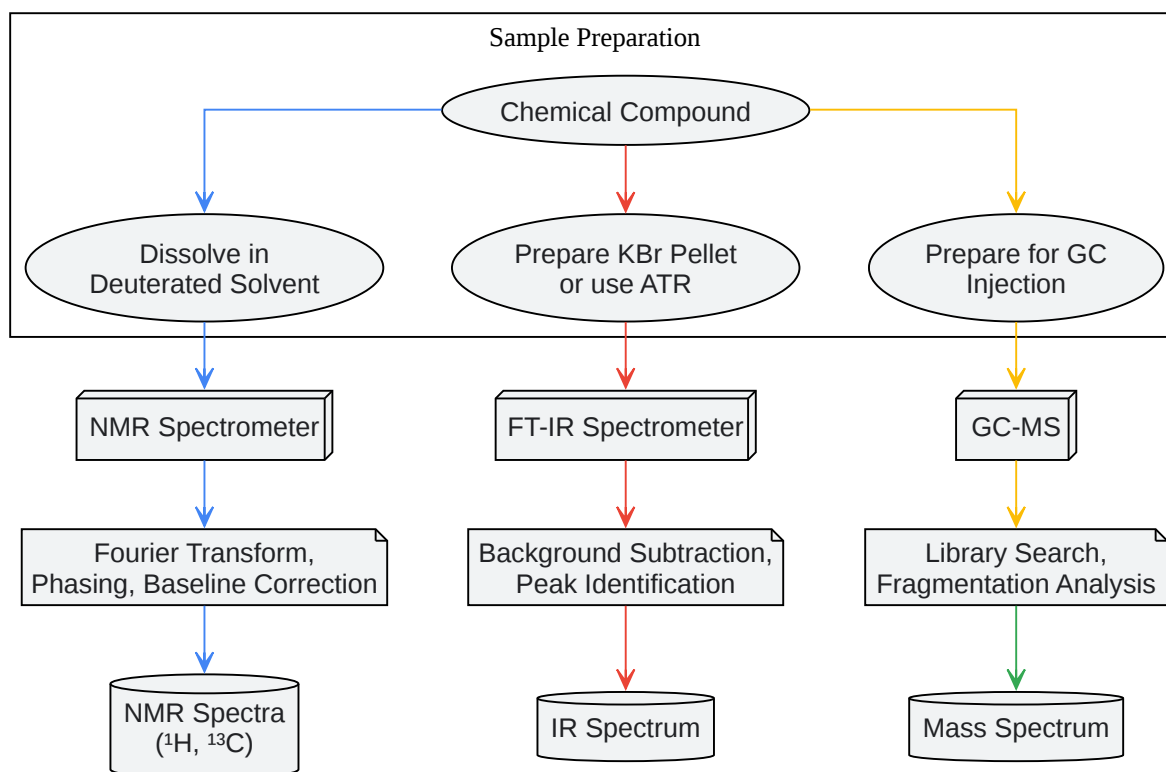 Sample Preparation
Chemical Compound
Dissolve in
Deuterated Solvent
Prepare KBr Pellet
or use ATR
Prepare for GC
Injection
NMR Spectrometer
FT-IR Spectrometer
GC-MS
Fourier Transform,
Phasing, Baseline Correction
Background Subtraction,
Peak Identification
Library Search,
Fragmentation Analysis
NMR Spectra
(¹H, ¹³C)
IR Spectrum
Mass Spectrum